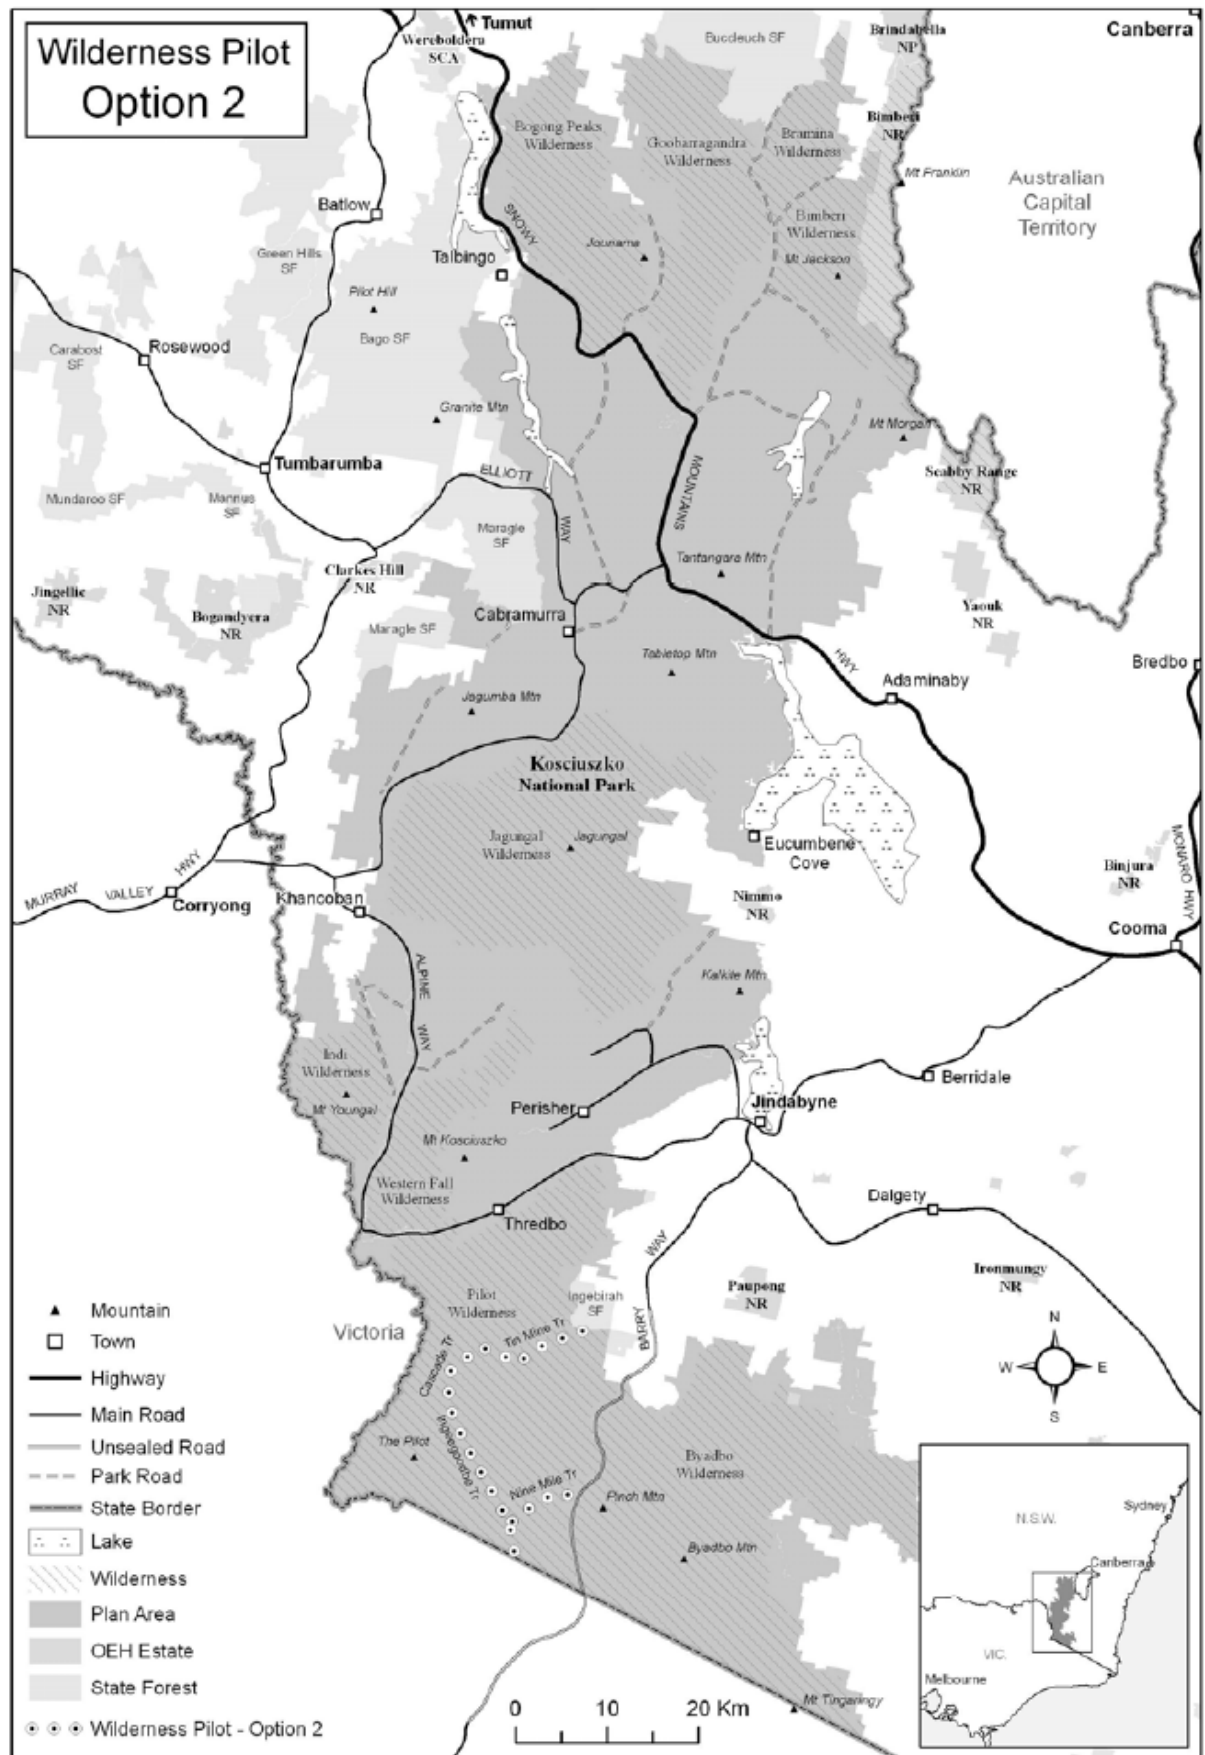 Wilderness Pilot
Option 2
Tumut
Wereboldera
SCA
Buccleuch SF
Brindabella
NP
Canberra
Bogong Peaks
Wilderness
Goobarragandra
Wilderness
Bramina
Wilderness
Bimberi
NR
Mt Franklin
Australian
Capital
Territory
Batlow
SNOWY
Bimberi
Wilderness
Jounama
Mt Jackson
Green Hills
SF
Talbingo
Pilot Hill
Bago SF
Carabost
SF
Rosewood
Granite Mtn
Mt Morgan
Tumbarumba
ELLIOTT
MOUNTAINS
Scabby Range
NR
Mundaroo SF
Mannus
SF
Maragle
SF
WAY
Tantangara Mtn
Clarkes Hill
NR
Jingellic
NR
Bogandyera
NR
Yaouk
NR
Cabramurra
Maragle SF
Tabletop Mtn
HWY
Bredbo
Adaminaby
Jagumba Mtn
Kosciuszko
National Park
Jagungal
Wilderness
Jagungal
Eucumbene
Cove
MONARO HWY
Binjura
NR
MURRAY
VALLEY
HWY
Corryong
Khancoban
Nimmo
NR
Cooma
ALPINE
WAY
Kalkite Mtn
Indi
Wilderness
Mt Youngal
Perisher
Berridale
Jindabyne
Mt Kosciuszko
Western Fall
Wilderness
Thredbo
Dalgety
BARRY
WAY
Ironmungy
NR
Paupong
NR
Pilot
Wilderness
Ingebirah
SF
Victoria
Tin Mine Tr
Cascade Tr
The Pilot
Ingeegoodbe Tr
Nine Mile Tr
Byadbo
Wilderness
Pinch Mtn
Byadbo Mtn
Mt Tingaringy
N
W
E
S
Mountain
Town
Highway
Main Road
Unsealed Road
Park Road
State Border
Lake
Wilderness
Plan Area
OEH Estate
State Forest
Wilderness Pilot - Option 2
0 10 20 Km
N.S.W.
Sydney
Canberra
VIC.
Melbourne